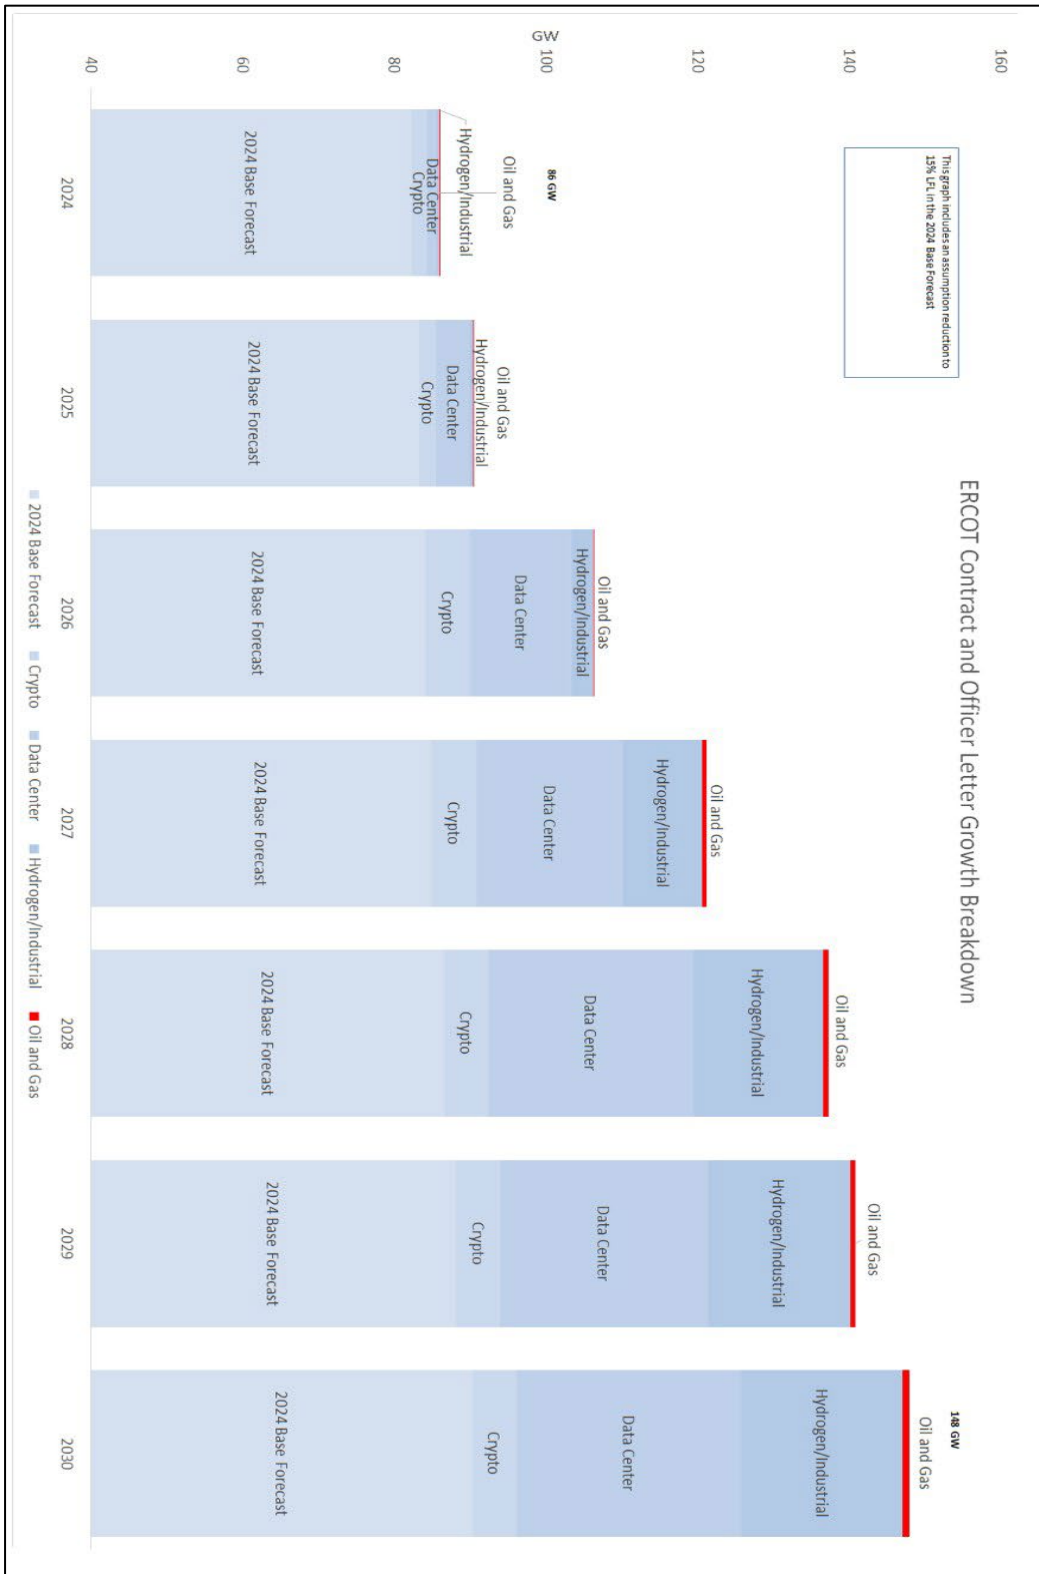 ERCOT Contract and Officer Letter Growth Breakdown
This graph includes an assumption reduction to
15% LFL in the 2024 Base Forecast
GW
160
140
120
100
80
60
40
86 GW
Oil and Gas
Hydrogen/Industrial
Data Center
Crypto
2024 Base Forecast
2024
Oil and Gas
Hydrogen/Industrial
Data Center
Crypto
2024 Base Forecast
2025
Oil and Gas
Hydrogen/Industrial
Data Center
Crypto
2024 Base Forecast
2026
Oil and Gas
Hydrogen/Industrial
Data Center
Crypto
2024 Base Forecast
2027
Oil and Gas
Hydrogen/Industrial
Data Center
Crypto
2024 Base Forecast
2028
Oil and Gas
Hydrogen/Industrial
Data Center
Crypto
2024 Base Forecast
2029
148 GW
Oil and Gas
Hydrogen/Industrial
Data Center
Crypto
2024 Base Forecast
2030
2024 Base Forecast Crypto Data Center Hydrogen/Industrial Oil and Gas